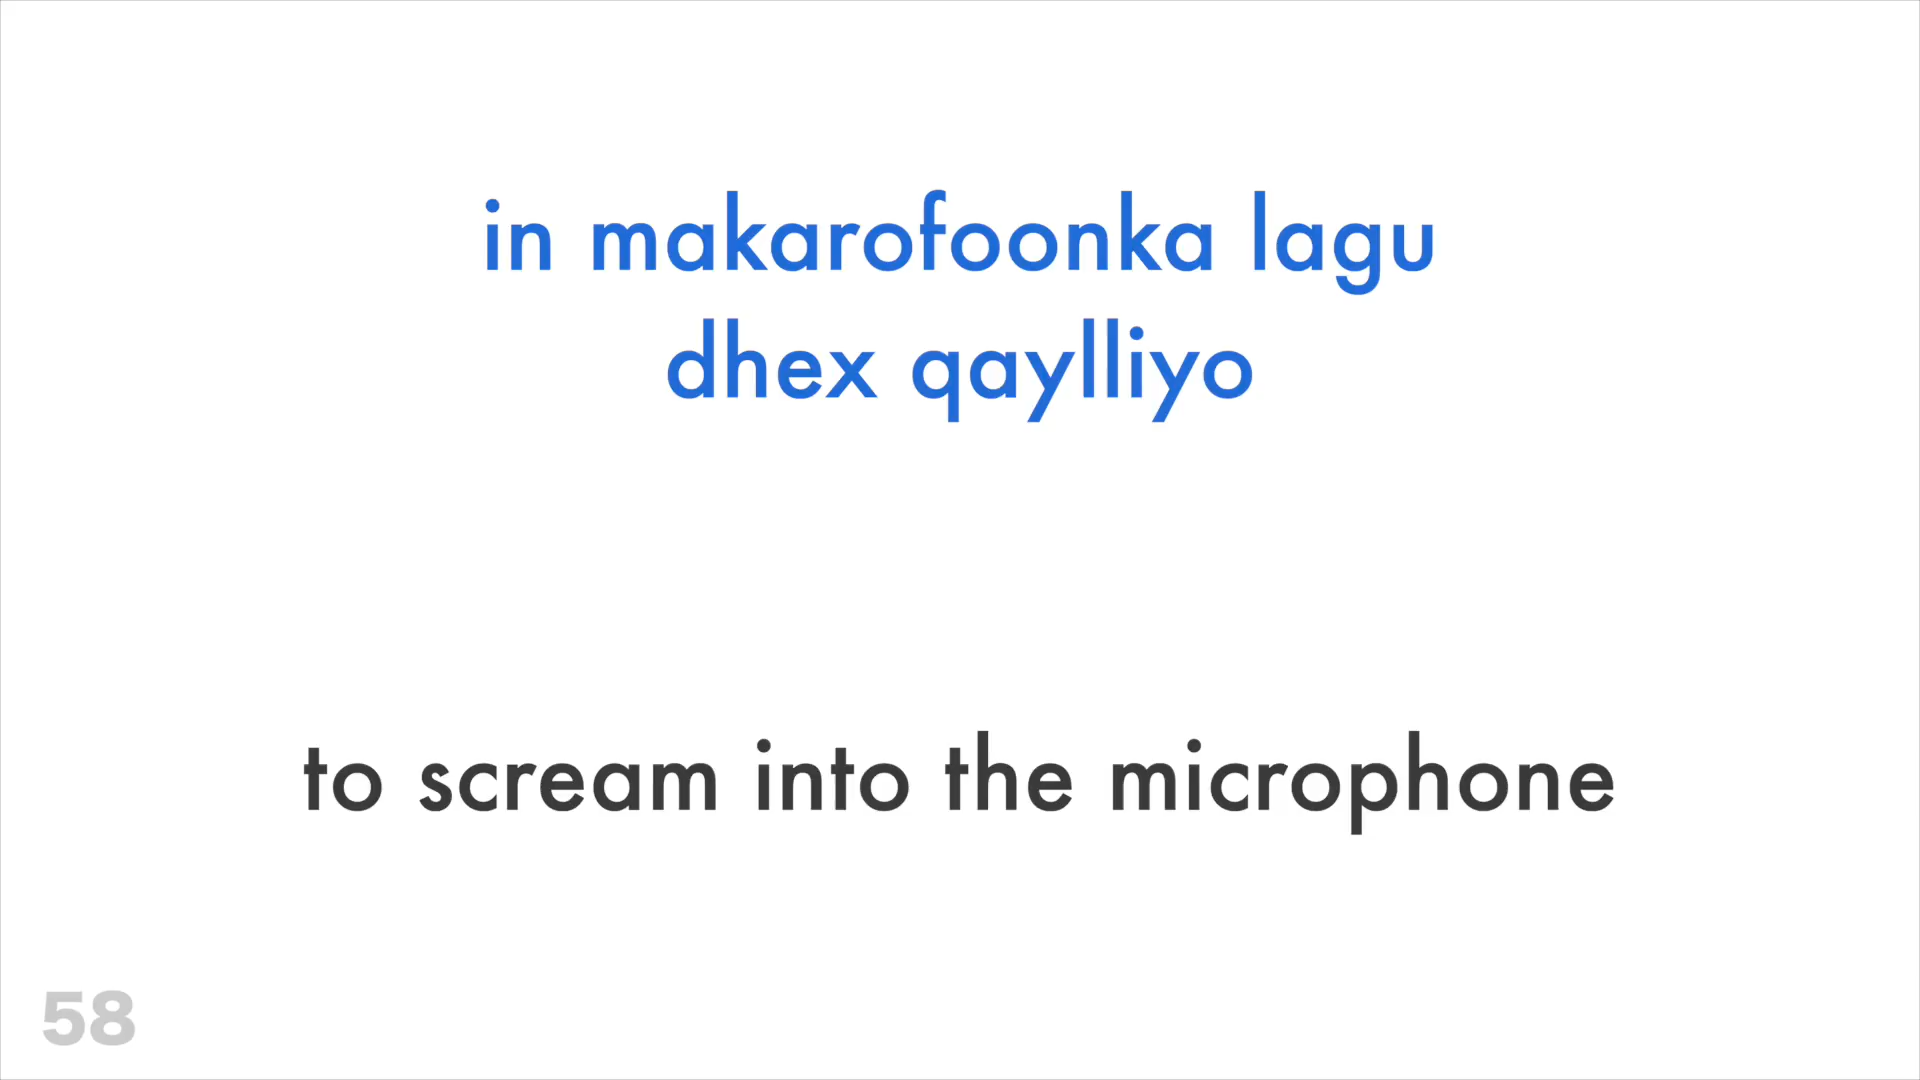 in makarofoonka lagu
dhex qaylliyo
to scream into the microphone
58